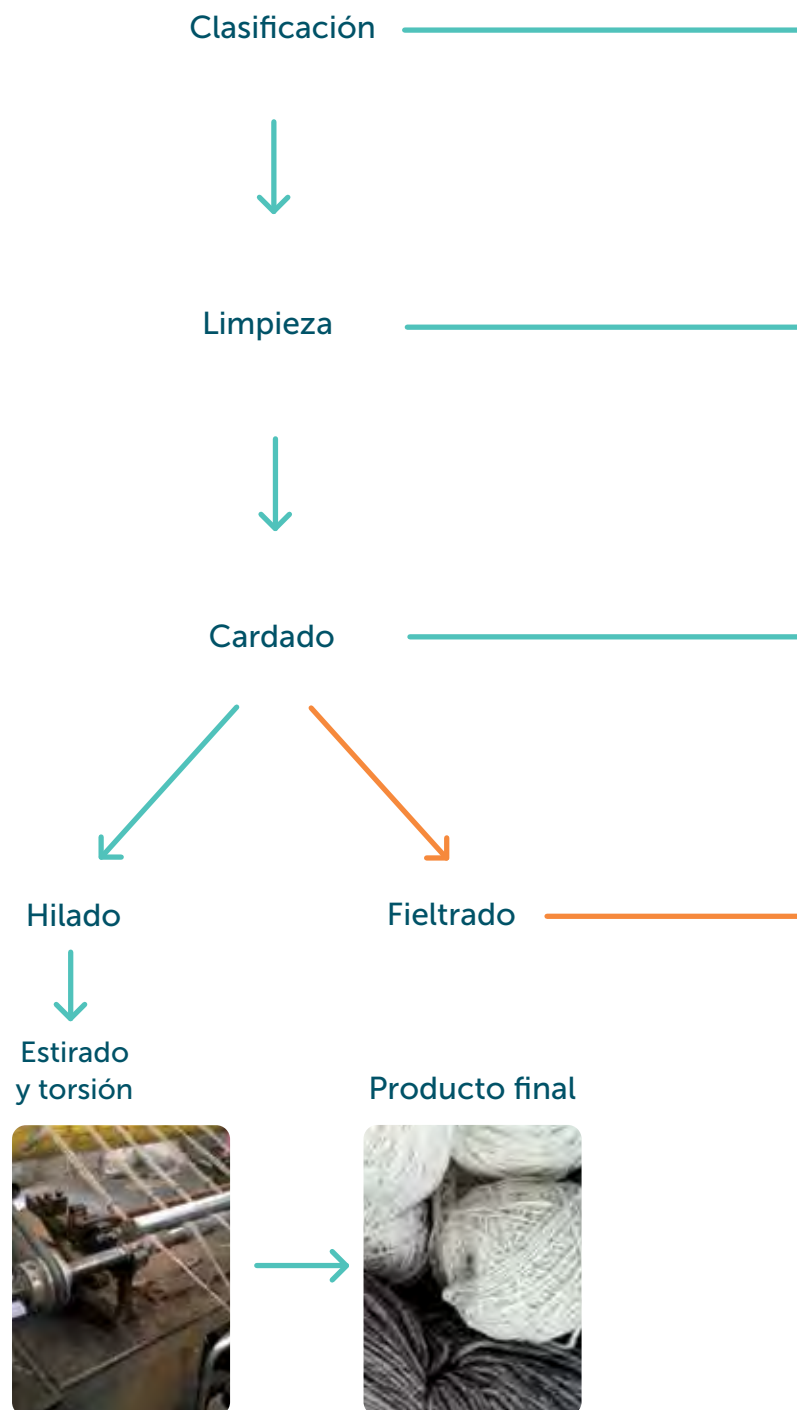 Clasificación
Limpieza
Cardado
Hilado
Fieltrado
Estirado
y torsión
Producto final